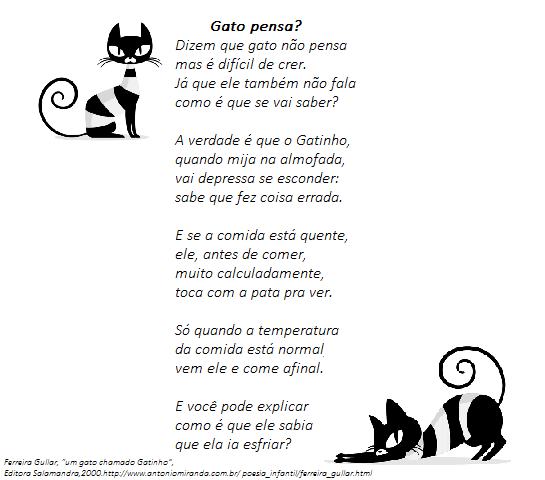 Gato pensa?
Dizem que gato não pensa
mas é difícil de crer.
Já que ele também não fala
como é que se vai saber?
A verdade é que o Gatinho,
quando mija na almofada,
vai depressa se esconder:
sabe que fez coisa errada.
E se a comida está quente,
ele, antes de comer,
muito calculadamente,
toca com a pata pra ver.
Só quando a temperatura
da comida está normal
vem ele e come afinal.
E você pode explicar
como é que ele sabia
que ela ia esfriar?
Ferreira Gullar, “um gato chamado Gatinho”,
Editora Salamandra,2000.http://www.antoniomiranda.com.br/ poesia_infantil/ferreira_gullar.html